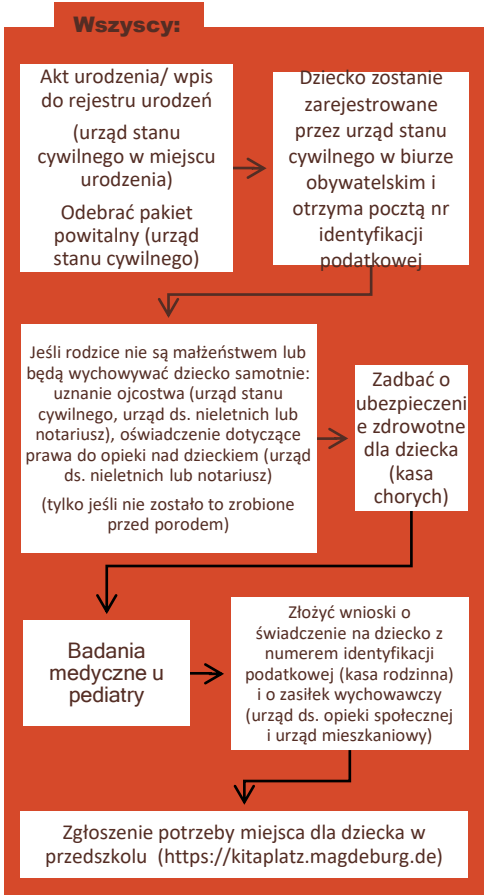 Wszyscy:
Akt urodzenia/ wpis
do rejestru urodzeń
(urząd stanu
cywilnego w miejscu
urodzenia)
Odebrać pakiet
powitalny (urząd
stanu cywilnego)
Dziecko zostanie
zarejestrowane
przez urząd stanu
cywilnego w biurze
obywatelskim i
otrzyma pocztą nr
identyfikacji
podatkowej
Jeśli rodzice nie są małżeństwem lub
będą wychowywać dziecko samotnie:
uznanie ojcostwa (urząd stanu
cywilnego, urząd ds. nieletnich lub
notariusz), oświadczenie dotyczące
prawa do opieki nad dzieckiem (urząd
ds. nieletnich lub notariusz)
(tylko jeśli nie zostało to zrobione
przed porodem)
Zadbać o
ubezpieczeni
e zdrowotne
dla dziecka
(kasa
chorych)
Badania
medyczne u
pediatry
Złożyć wnioski o
świadczenie na dziecko z
numerem identyfikacji
podatkowej (kasa rodzinna)
i o zasiłek wychowawczy
(urząd ds. opieki społecznej
i urząd mieszkaniowy)
Zgłoszenie potrzeby miejsca dla dziecka w
przedszkolu (https://kitaplatz.magdeburg.de)